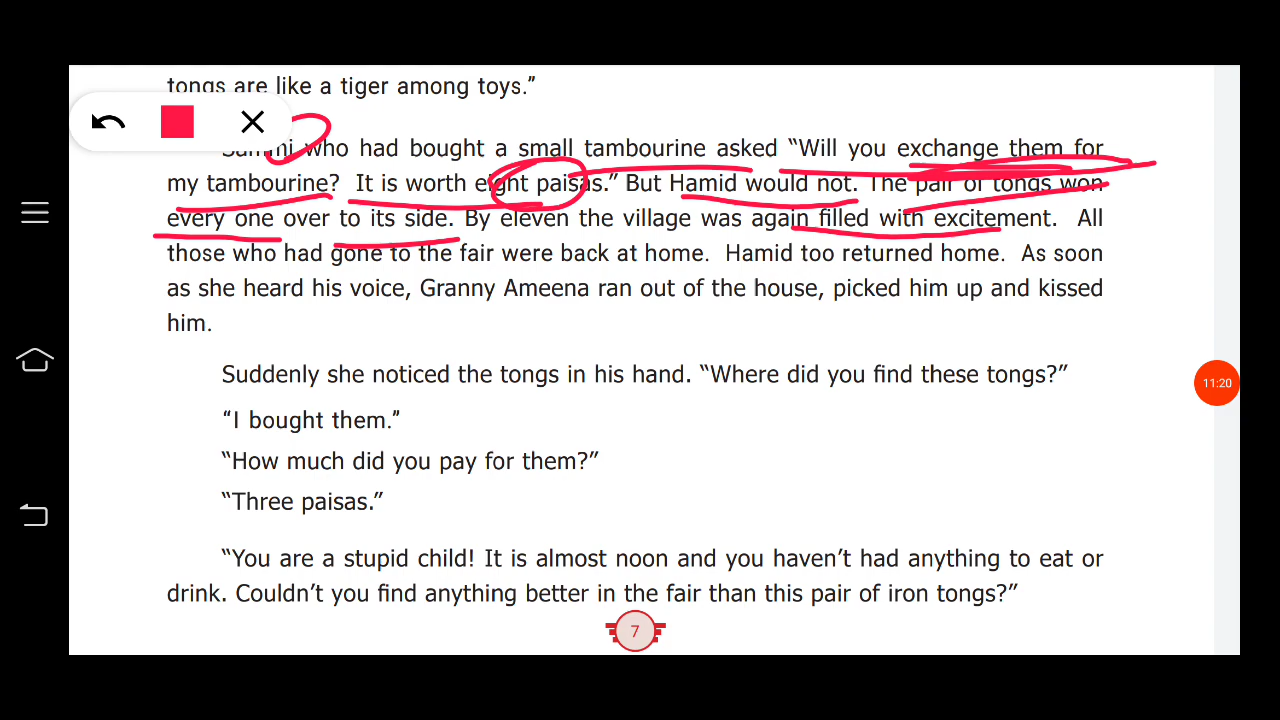 tongs are like a tiger among toys.”
Sammi who had bought a small tambourine asked “Will you exchange them for
my tambourine? It is worth eight paisas.” But Hamid would not. The pair of tongs won
every one over to its side. By eleven the village was again filled with excitement. All
those who had gone to the fair were back at home. Hamid too returned home. As soon
as she heard his voice, Granny Ameena ran out of the house, picked him up and kissed
him.
Suddenly she noticed the tongs in his hand. “Where did you find these tongs?”
“I bought them.”
“How much did you pay for them?”
“Three paisas.”
“You are a stupid child! It is almost noon and you haven’t had anything to eat or
drink. Couldn’t you find anything better in the fair than this pair of iron tongs?”
7
11:20